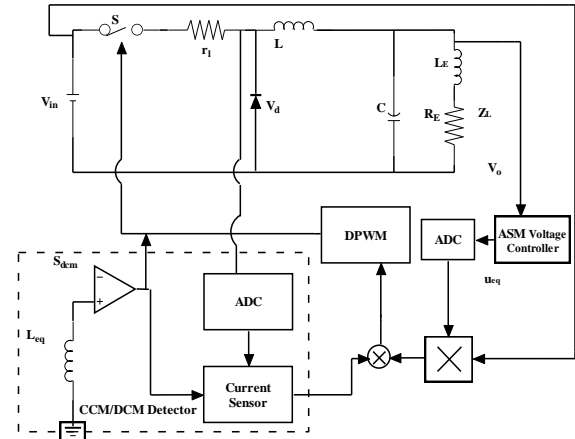 S
r1
L
LE
Vin
Vd
C
RE
ZL
Vo
DPWM
ADC
ASM Voltage
Controller
Sdcm
ueq
ADC
Leq
Current
Sensor
CCM/DCM Detector